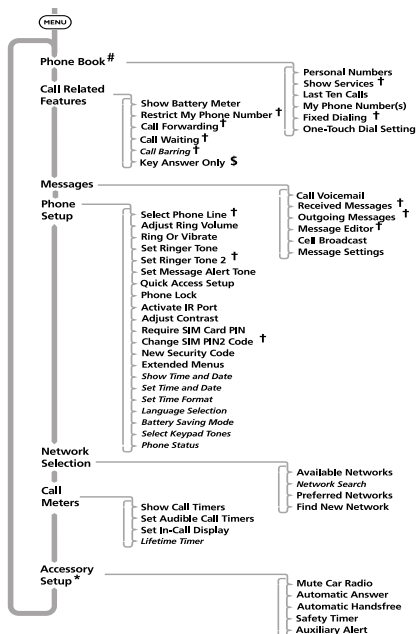 MENU
Phone Book #
Personal Numbers
Show Services †
Last Ten Calls
My Phone Number(s)
Fixed Dialing †
One-Touch Dial Setting
Call Related
Features
Show Battery Meter
Restrict My Phone Number †
Call Forwarding †
Call Waiting †
Call Barring †
Key Answer Only $
Messages
Call Voicemail
Received Messages †
Outgoing Messages †
Message Editor †
Cell Broadcast
Message Settings
Phone
Setup
Select Phone Line †
Adjust Ring Volume
Ring Or Vibrate
Set Ringer Tone
Set Ringer Tone 2 †
Set Message Alert Tone
Quick Access Setup
Phone Lock
Activate IR Port
Adjust Contrast
Require SIM Card PIN
Change SIM PIN2 Code †
New Security Code
Extended Menus
Show Time and Date
Set Time and Date
Set Time Format
Language Selection
Battery Saving Mode
Select Keypad Tones
Phone Status
Network
Selection
Available Networks
Network Search
Preferred Networks
Find New Network
Call
Meters
Show Call Timers
Set Audible Call Timers
Set In-Call Display
Lifetime Timer
Accessory
Setup *
Mute Car Radio
Automatic Answer
Automatic Handsfree
Safety Timer
Auxiliary Alert